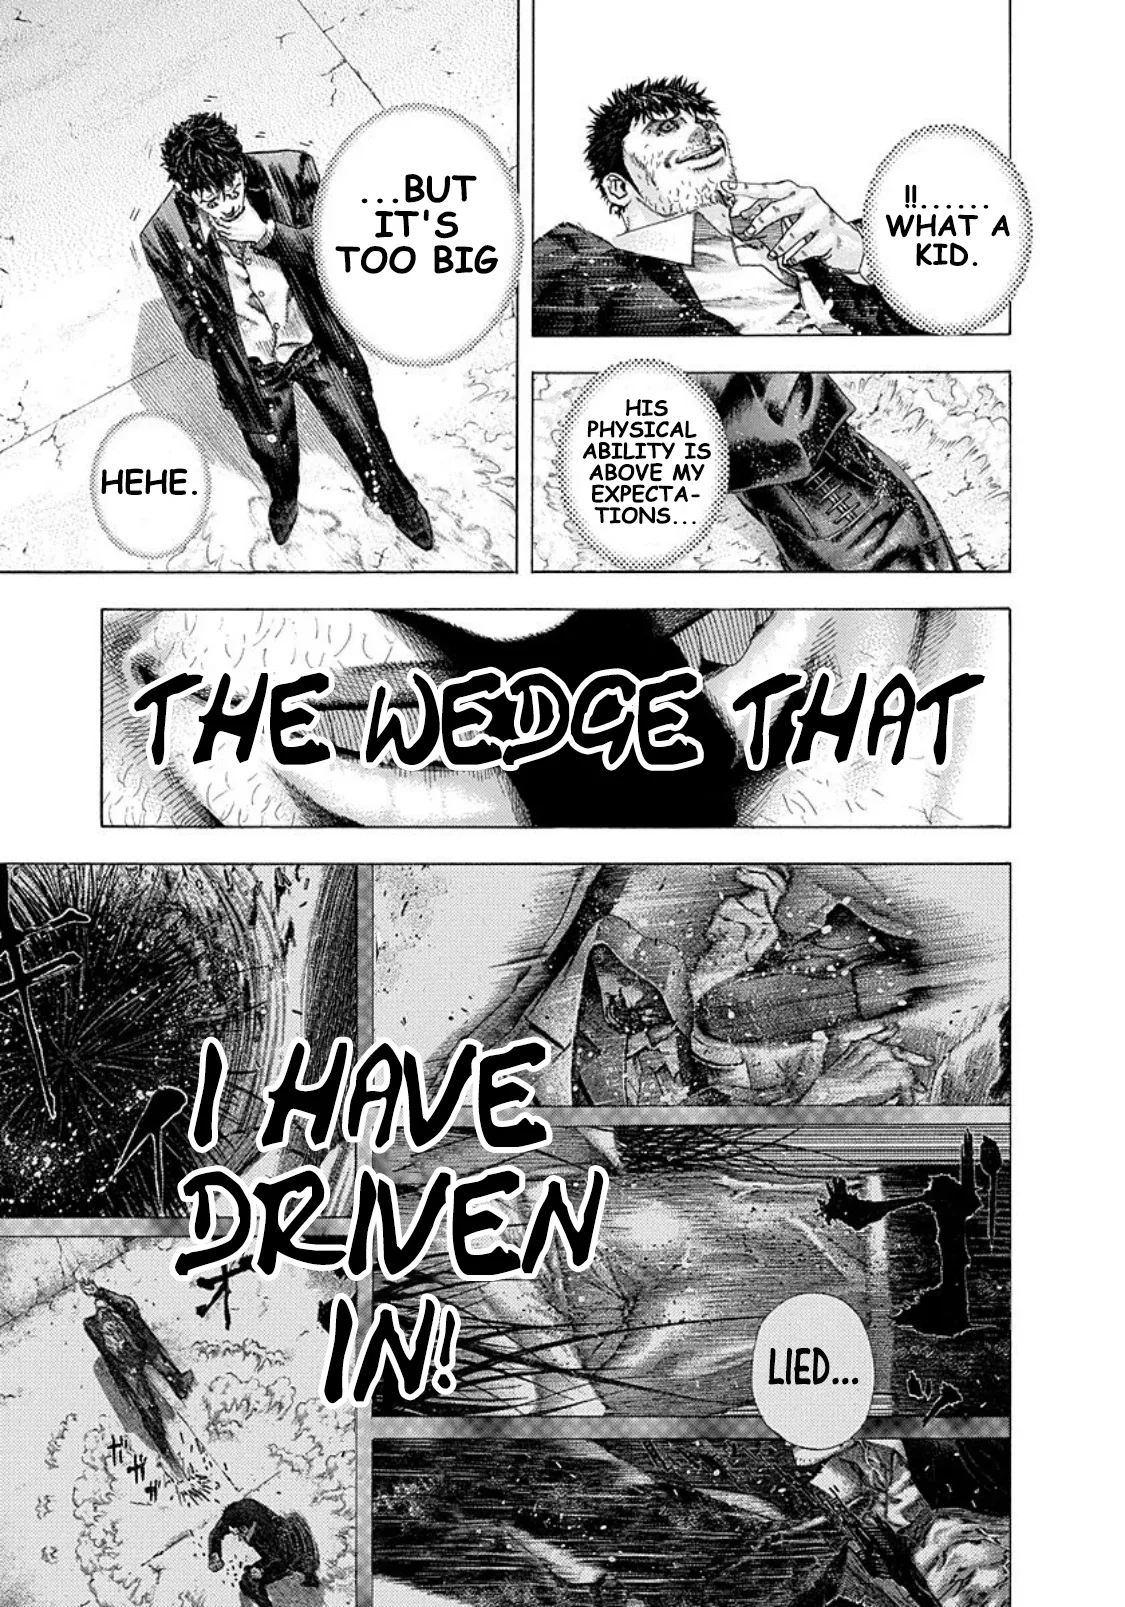 !!......
WHAT A
KID.
HIS
PHYSICAL
ABILITY IS
ABOVE MY
EXPECTA-
TIONS...
...BUT
IT'S
TOO BIG
HEHE.
THE WEDGE THAT
I HAVE
DRIVEN
IN!
LIED...